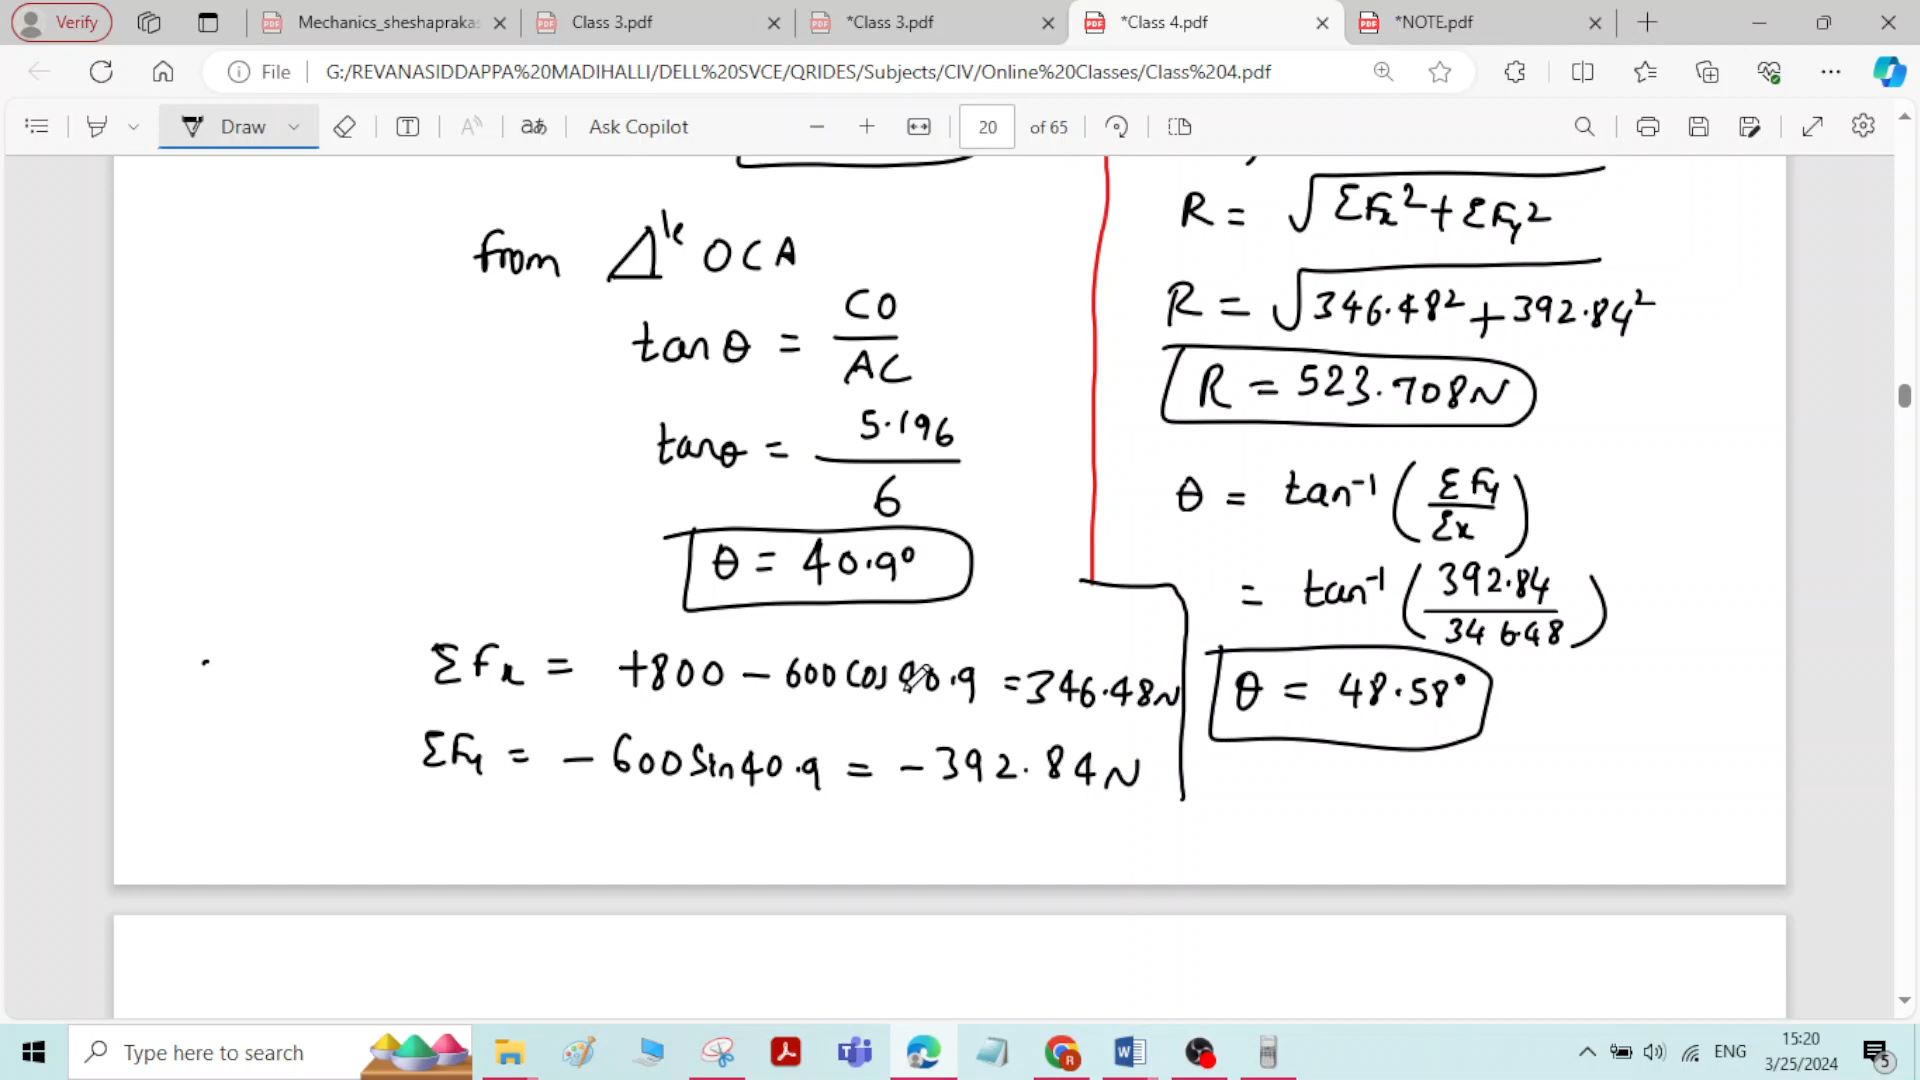 Verify
Mechanics_sheshapraka
Class 3.pdf
*Class 3.pdf
*Class 4.pdf
*NOTE.pdf
File
G:/REVANASIDDAPPA%20MADIHALLI/DELL%20SVCE/QRIDES/Subjects/CIV/Online%20Classes/Class%204.pdf
Draw
Ask Copilot
20 of 65
from Δle OCA
tan θ = CO/AC
tanθ = 5.196/6
θ = 40.9°
ΣFx = +800 − 600 cos 40.9 = 346.48N
ΣFy = − 600 Sin 40.9 = − 392.84 N
R = √ΣFx²+ΣFy²
R = √346.48²+392.84²
R = 523.708N
θ = tan⁻¹(ΣFy/Σx)
= tan⁻¹(392.84/346.48)
θ = 48.58°
Type here to search
ENG
15:20
3/25/2024
5